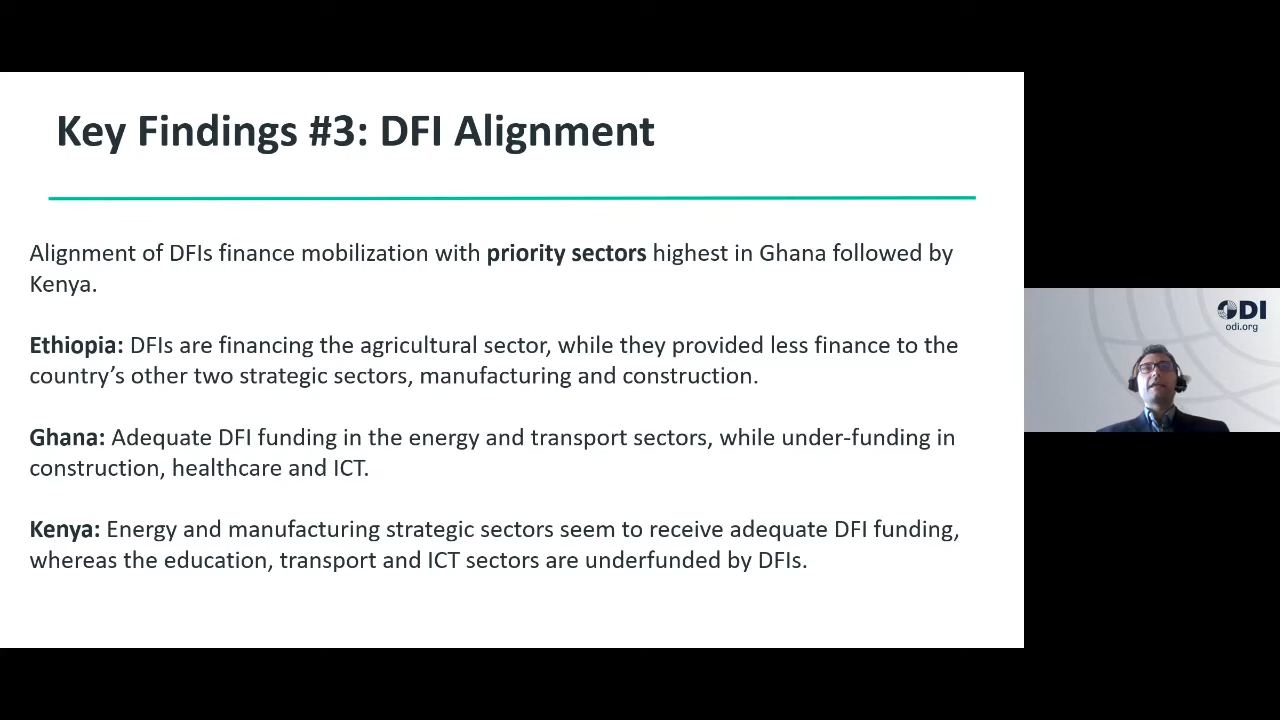 Key Findings #3: DFI Alignment
Alignment of DFIs finance mobilization with priority sectors highest in Ghana followed by
Kenya.
Ethiopia: DFIs are financing the agricultural sector, while they provided less finance to the
country’s other two strategic sectors, manufacturing and construction.
Ghana: Adequate DFI funding in the energy and transport sectors, while under-funding in
construction, healthcare and ICT.
Kenya: Energy and manufacturing strategic sectors seem to receive adequate DFI funding,
whereas the education, transport and ICT sectors are underfunded by DFIs.
ODI
odi.org